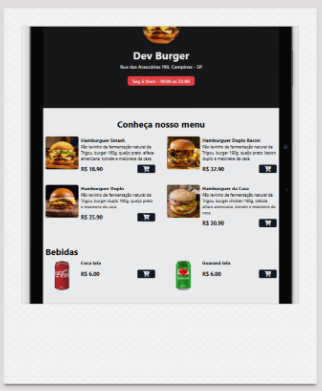 Dev Burger
Rua dos Araucárias 190, Campinas - SP
Seg á Dom - 18:00 as 22:00
Conheça nosso menu
Hamburguer Smash
Pão levinho de fermentação natural da
Trigou, burger 160g, queijo prato, alface
americana, tomate e maionese da casa
R$ 18.90
Hamburguer Duplo Bacon
Pão levinho de fermentação natural da
Trigou, burger 160g, queijo prato, bacon
duplo e maionese da casa
R$ 32.90
Hamburguer Duplo
Pão levinho de fermentação natural da
Trigou, burger duplo 160g, queijo prato
e maionese da casa
R$ 35.90
Hamburguer da Casa
Pão levinho de fermentação natural da
Trigou, burger chicken 160g, cebola,
alface americana, tomate e maionese da
casa
R$ 30.90
Bebidas
Coca lata
R$ 6.00
Guaraná lata
R$ 6.00